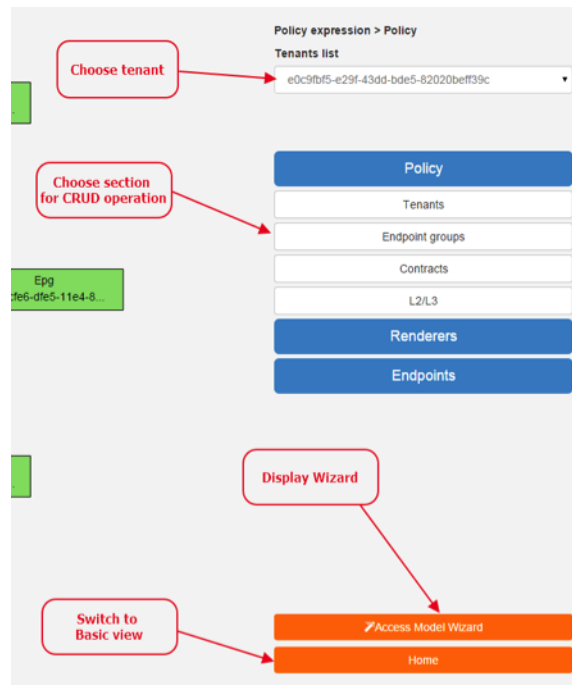 Policy expression > Policy
Tenants list
Choose tenant
e0c9fbf5-e29f-43dd-bde5-82020beff39c
Policy
Choose section
for CRUD operation
Tenants
Endpoint groups
Contracts
Epg
cfe6-dfe5-11e4-8...
L2/L3
Renderers
Endpoints
Display Wizard
Switch to
Basic view
Access Model Wizard
Home